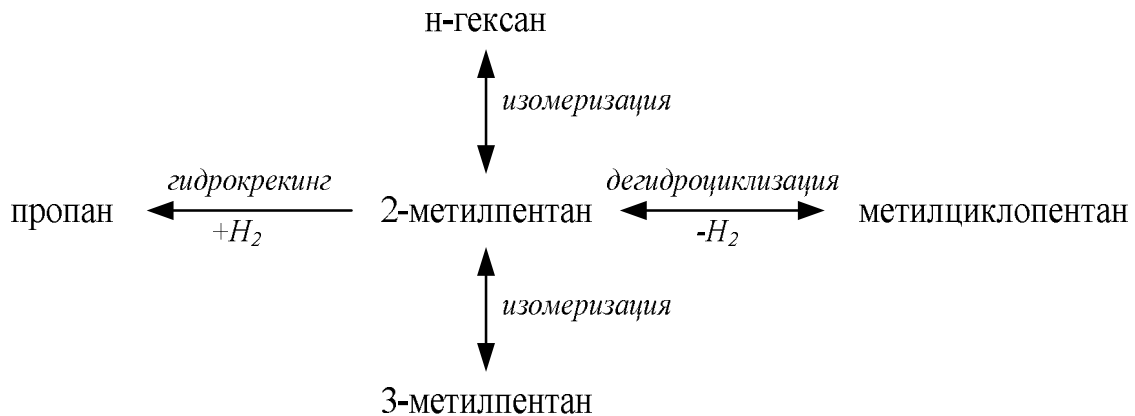 н-гексан
изомеризация
гидрокрекинг
дегидроциклизация
пропан
2-метилпентан
метилциклопентан
+H2
-H2
изомеризация
3-метилпентан